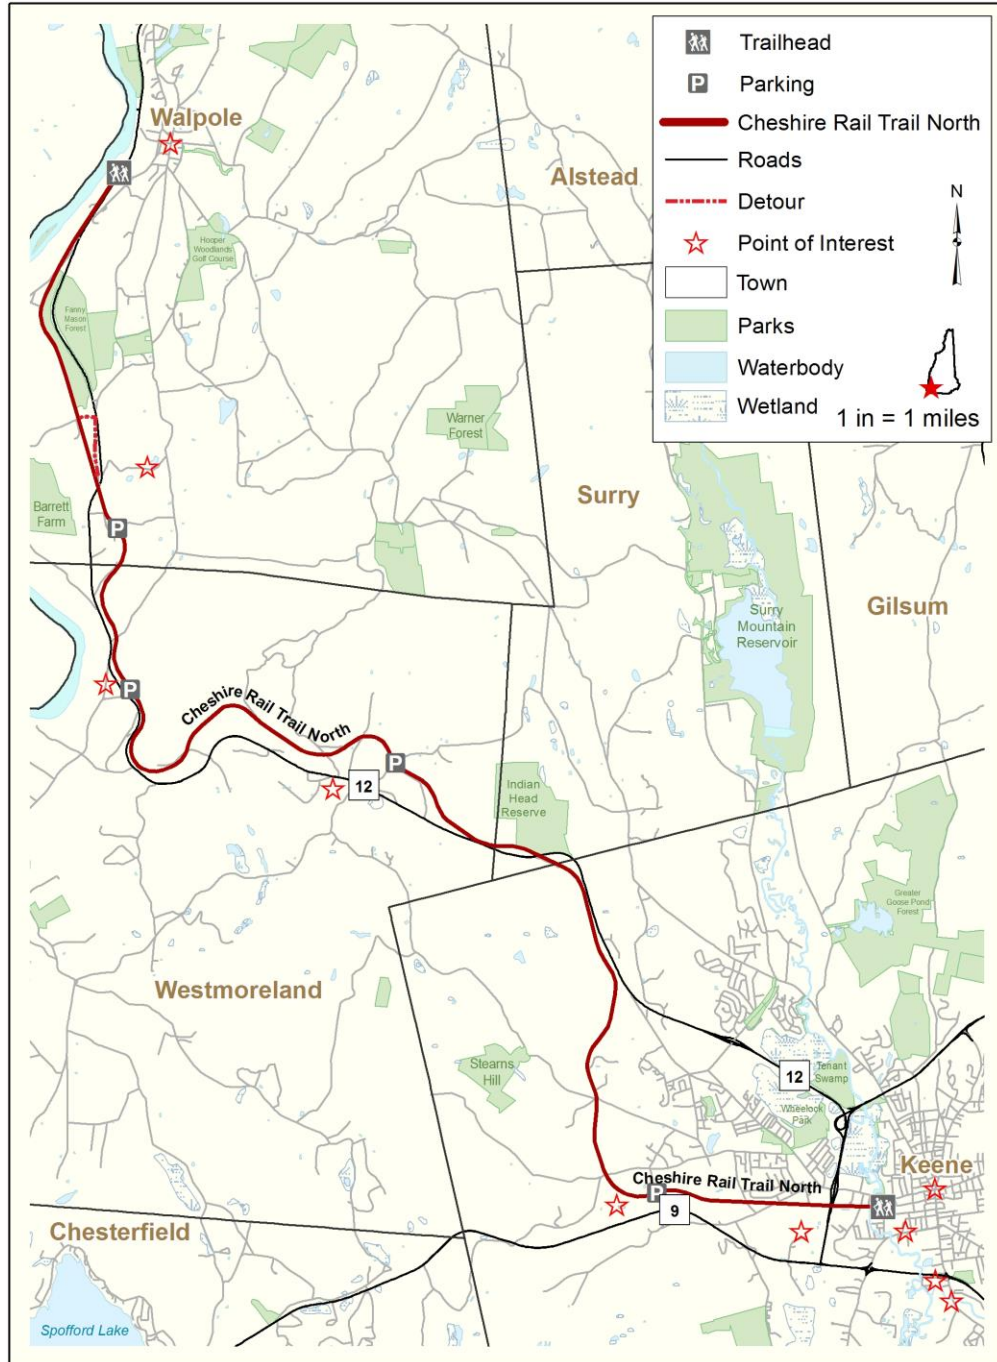 Trailhead
P
Parking
Cheshire Rail Trail North
Roads
N
Detour
Point of Interest
Town
Parks
Waterbody
Wetland
1 in = 1 miles
Walpole
Alstead
Hooper
Woodlands
Golf Course
Fanny
Mason
Forest
Warner
Forest
Surry
Barrett
Farm
P
Gilsum
Surry
Mountain
Reservoir
P
Cheshire Rail Trail North
P
12
Indian
Head
Reserve
Greater
Goose Pond
Forest
Westmoreland
Stearns
Hill
12
Tenant
Swamp
Wheelock
Park
Keene
Cheshire Rail Trail North
P
9
Chesterfield
Spofford Lake